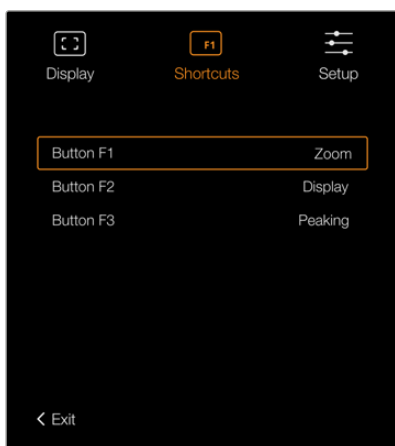 F1
Display Shortcuts Setup
Button F1 Zoom
Button F2 Display
Button F3 Peaking
Exit